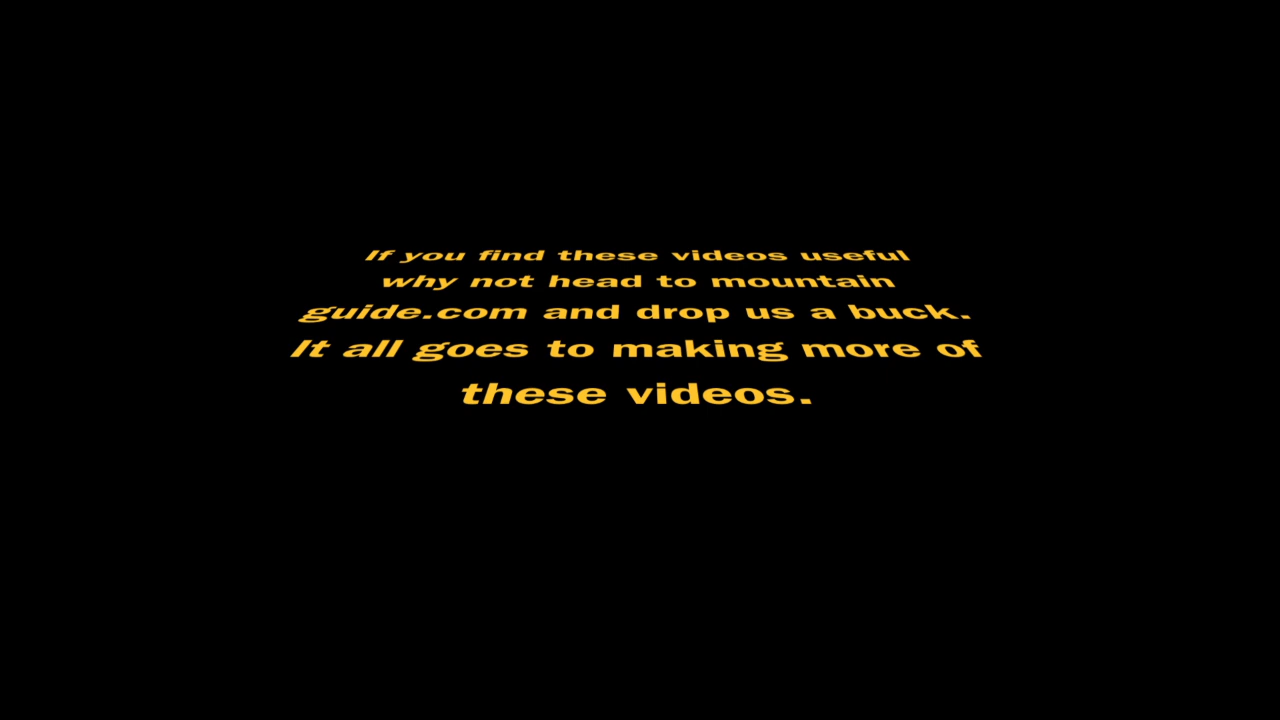 If you find these videos useful
why not head to mountain
guide.com and drop us a buck.
It all goes to making more of
these videos.